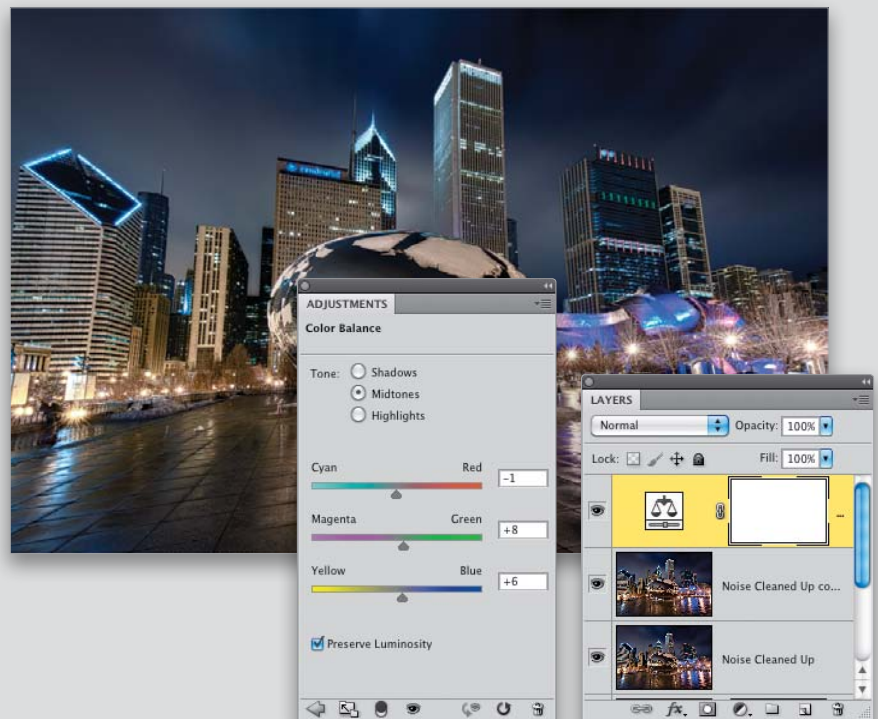 ADJUSTMENTS
Color Balance
Tone:
Shadows
Midtones
Highlights
Cyan Red -1
Magenta Green +8
Yellow Blue +6
Preserve Luminosity
LAYERS
Normal Opacity: 100%
Lock: Fill: 100%
...
Noise Cleaned Up co...
Noise Cleaned Up
fx.